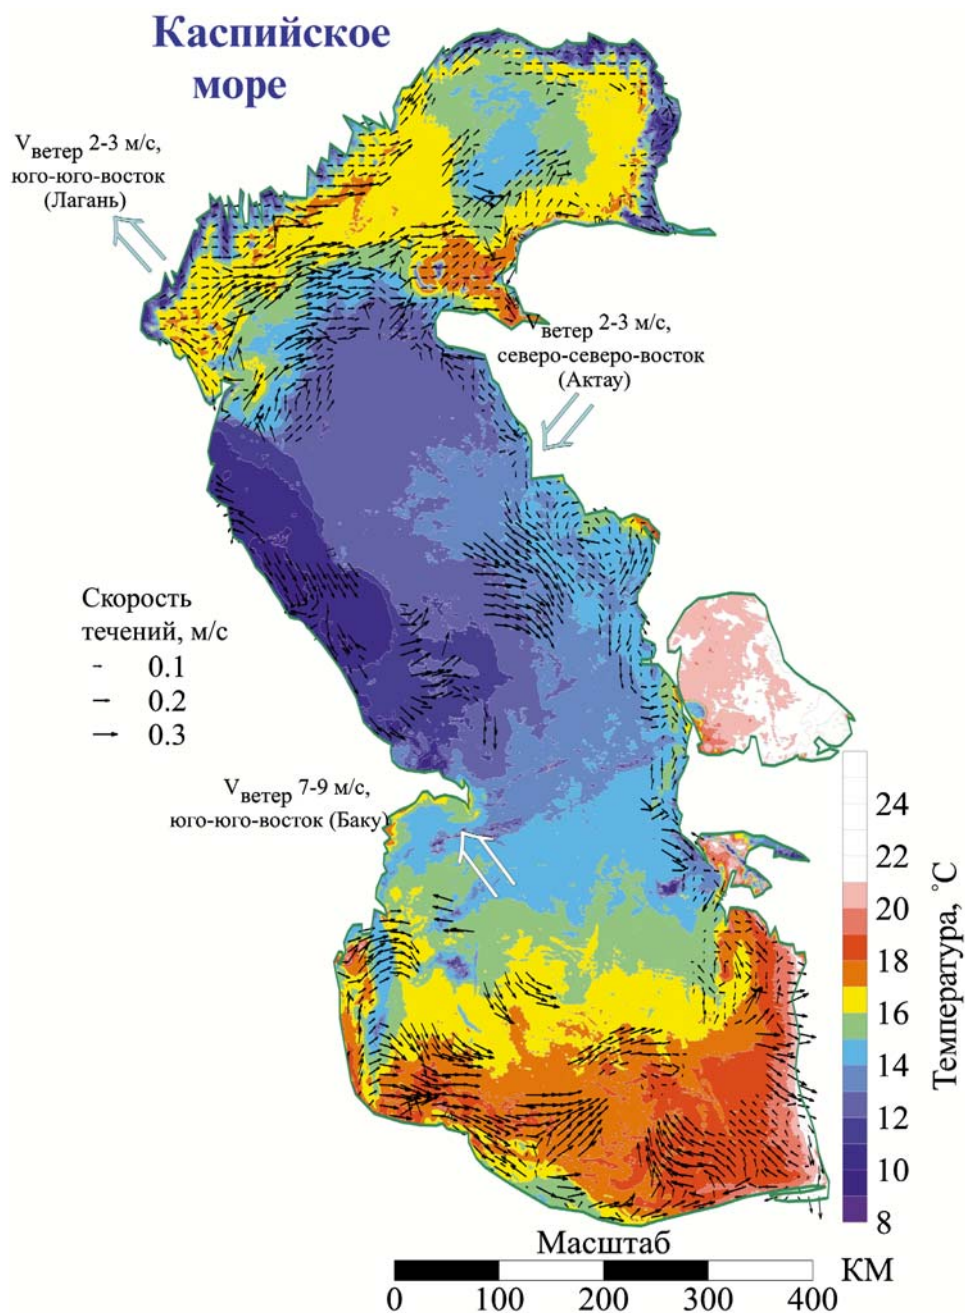 Каспийское
море
Vветер 2-3 м/с,
юго-юго-восток
(Лагань)
Vветер 2-3 м/с,
северо-северо-восток
(Актау)
Скорость
течений, м/с
0.1
0.2
0.3
Vветер 7-9 м/с,
юго-юго-восток (Баку)
24
22
20
18
16
14
12
10
8
Температура, °С
Масштаб
КМ
0 100 200 300 400